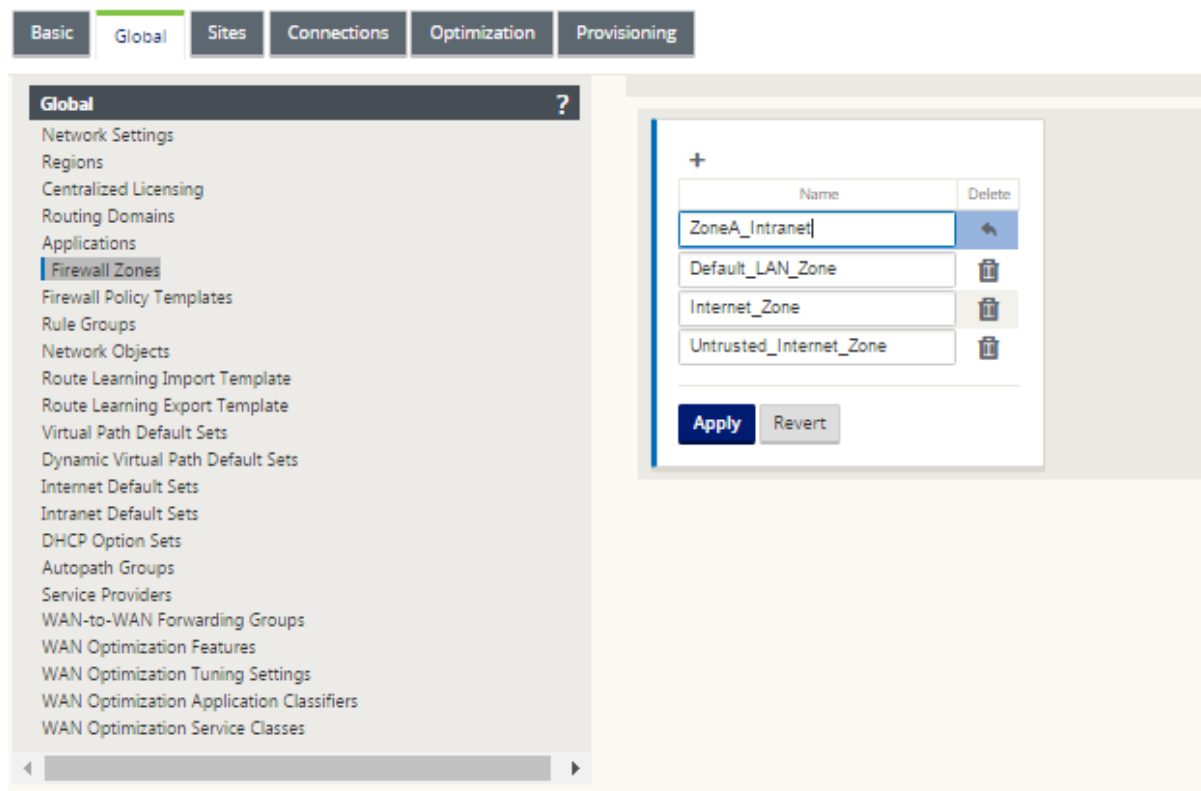 Basic Global Sites Connections Optimization Provisioning
Global ?
Network Settings
Regions
Centralized Licensing
Routing Domains
Applications
Firewall Zones
Firewall Policy Templates
Rule Groups
Network Objects
Route Learning Import Template
Route Learning Export Template
Virtual Path Default Sets
Dynamic Virtual Path Default Sets
Internet Default Sets
Intranet Default Sets
DHCP Option Sets
Autopath Groups
Service Providers
WAN-to-WAN Forwarding Groups
WAN Optimization Features
WAN Optimization Tuning Settings
WAN Optimization Application Classifiers
WAN Optimization Service Classes
+
Name Delete
ZoneA_Intranet
Default_LAN_Zone
Internet_Zone
Untrusted_Internet_Zone
Apply Revert